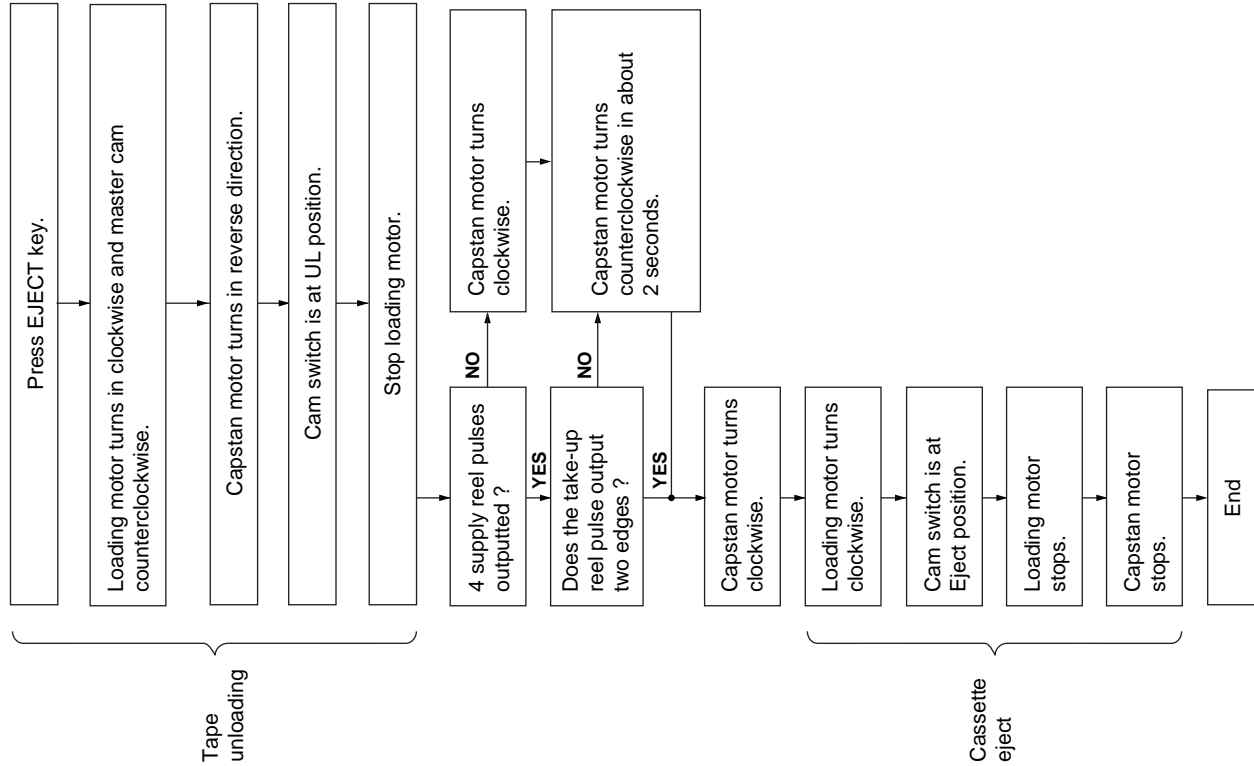 Press EJECT key.
Loading motor turns in clockwise and master cam
counterclockwise.
Capstan motor turns in reverse direction.
Cam switch is at UL position.
Stop loading motor.
Tape
unloading
4 supply reel pulses
outputted ?
NO
Capstan motor turns
clockwise.
YES
Does the take-up
reel pulse output
two edges ?
NO
Capstan motor turns
counterclockwise in about
2 seconds.
YES
Capstan motor turns
clockwise.
Loading motor turns
clockwise.
Cam switch is at
Eject position.
Loading motor
stops.
Capstan motor
stops.
Cassette
eject
End